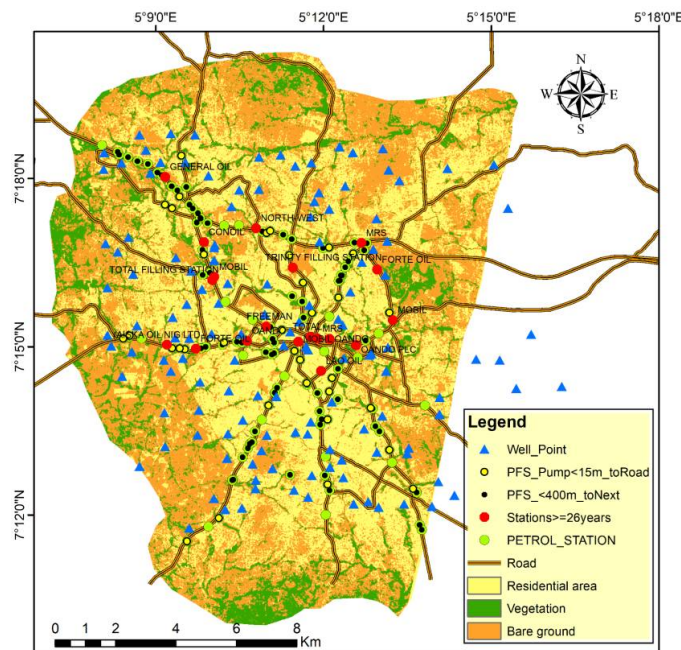 5°9'0"E 5°12'0"E 5°15'0"E 5°18'0"E
N
W E
S
7°18'0"N
GENERAL OIL
NORTH-WEST
CONOIL
MRS
TRINITY FILLING STATION
FORTE OIL
TOTAL FILLING STATION
MOBIL
MOBIL
FREEMAN
OANDO
TOTAL
MRS
OIL NIG LTD
FORTE OIL
MOBIL
OANDO
OANDO PLC
OIL
7°15'0"N
7°12'0"N
Legend
Well_Point
PFS_Pump<15m_toRoad
PFS_<400m_toNext
Stations>=26years
PETROL_STATION
Road
Residential area
Vegetation
Bare ground
0 1 2 4 6 8
Km